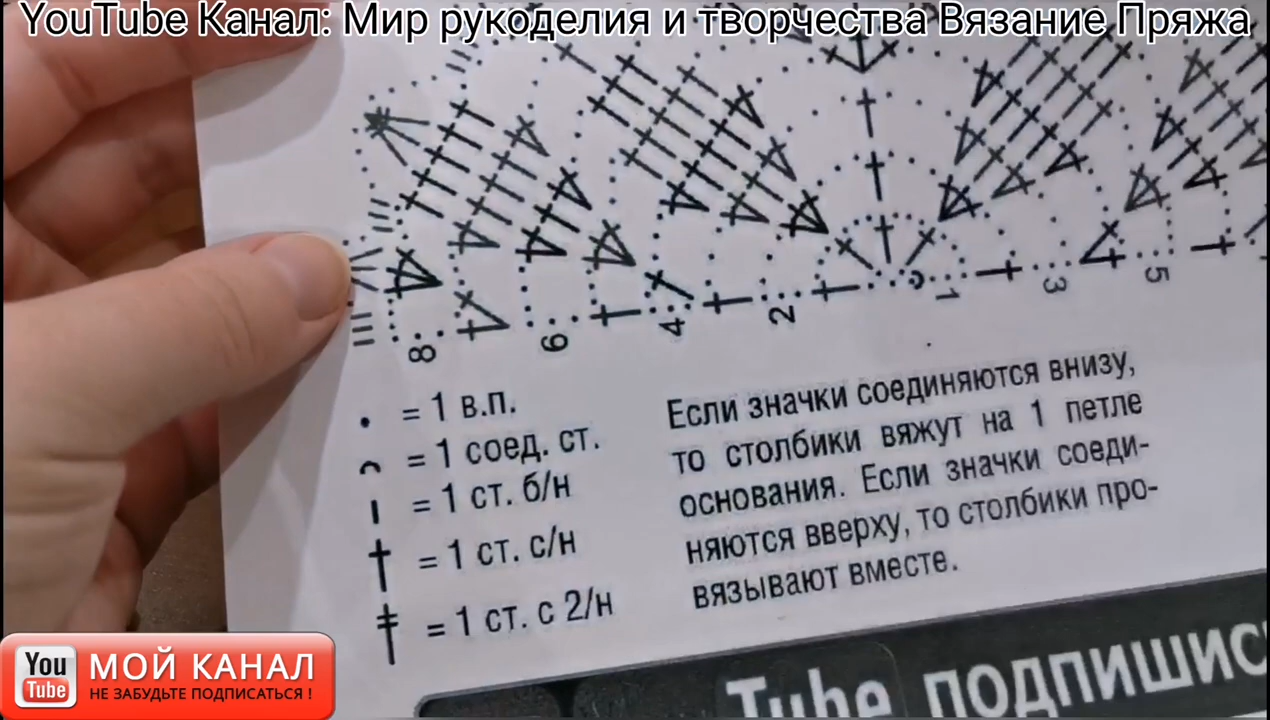 YouTube Канал: Мир рукоделия и творчества Вязание Пряжа
8
6
4
2
1
3
5
• = 1 в.п.
= 1 соед. ст.
= 1 ст. б/н
= 1 ст. с/н
= 1 ст. с 2/н
Если значки соединяются внизу,
то столбики вяжут на 1 петле
основания. Если значки соеди-
няются вверху, то столбики про-
вязывают вместе.
You
Tube
МОЙ КАНАЛ
НЕ ЗАБУДЬТЕ ПОДПИСАТЬСЯ !
Tube